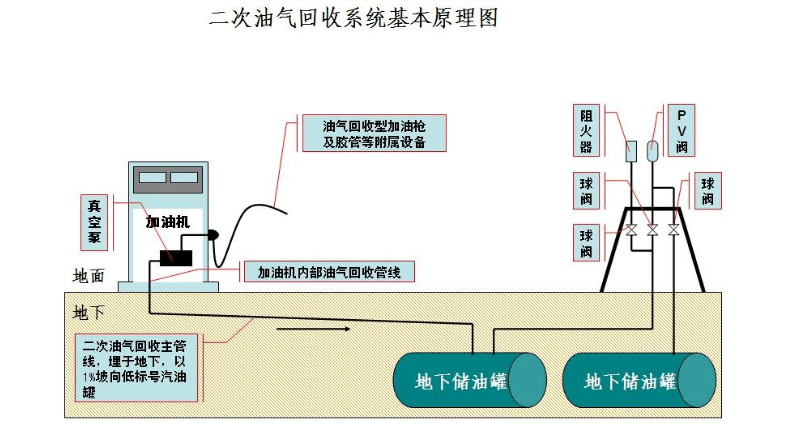 二次油气回收系统基本原理图
油气回收型加油枪
及胶管等附属设备
阻火器
PV阀
真空泵
加油机
球阀
球阀
球阀
地面
加油机内部油气回收管线
地下
二次油气回收主管
线，埋于地下，以
1%坡向低标号汽油
罐
地下储油罐
地下储油罐